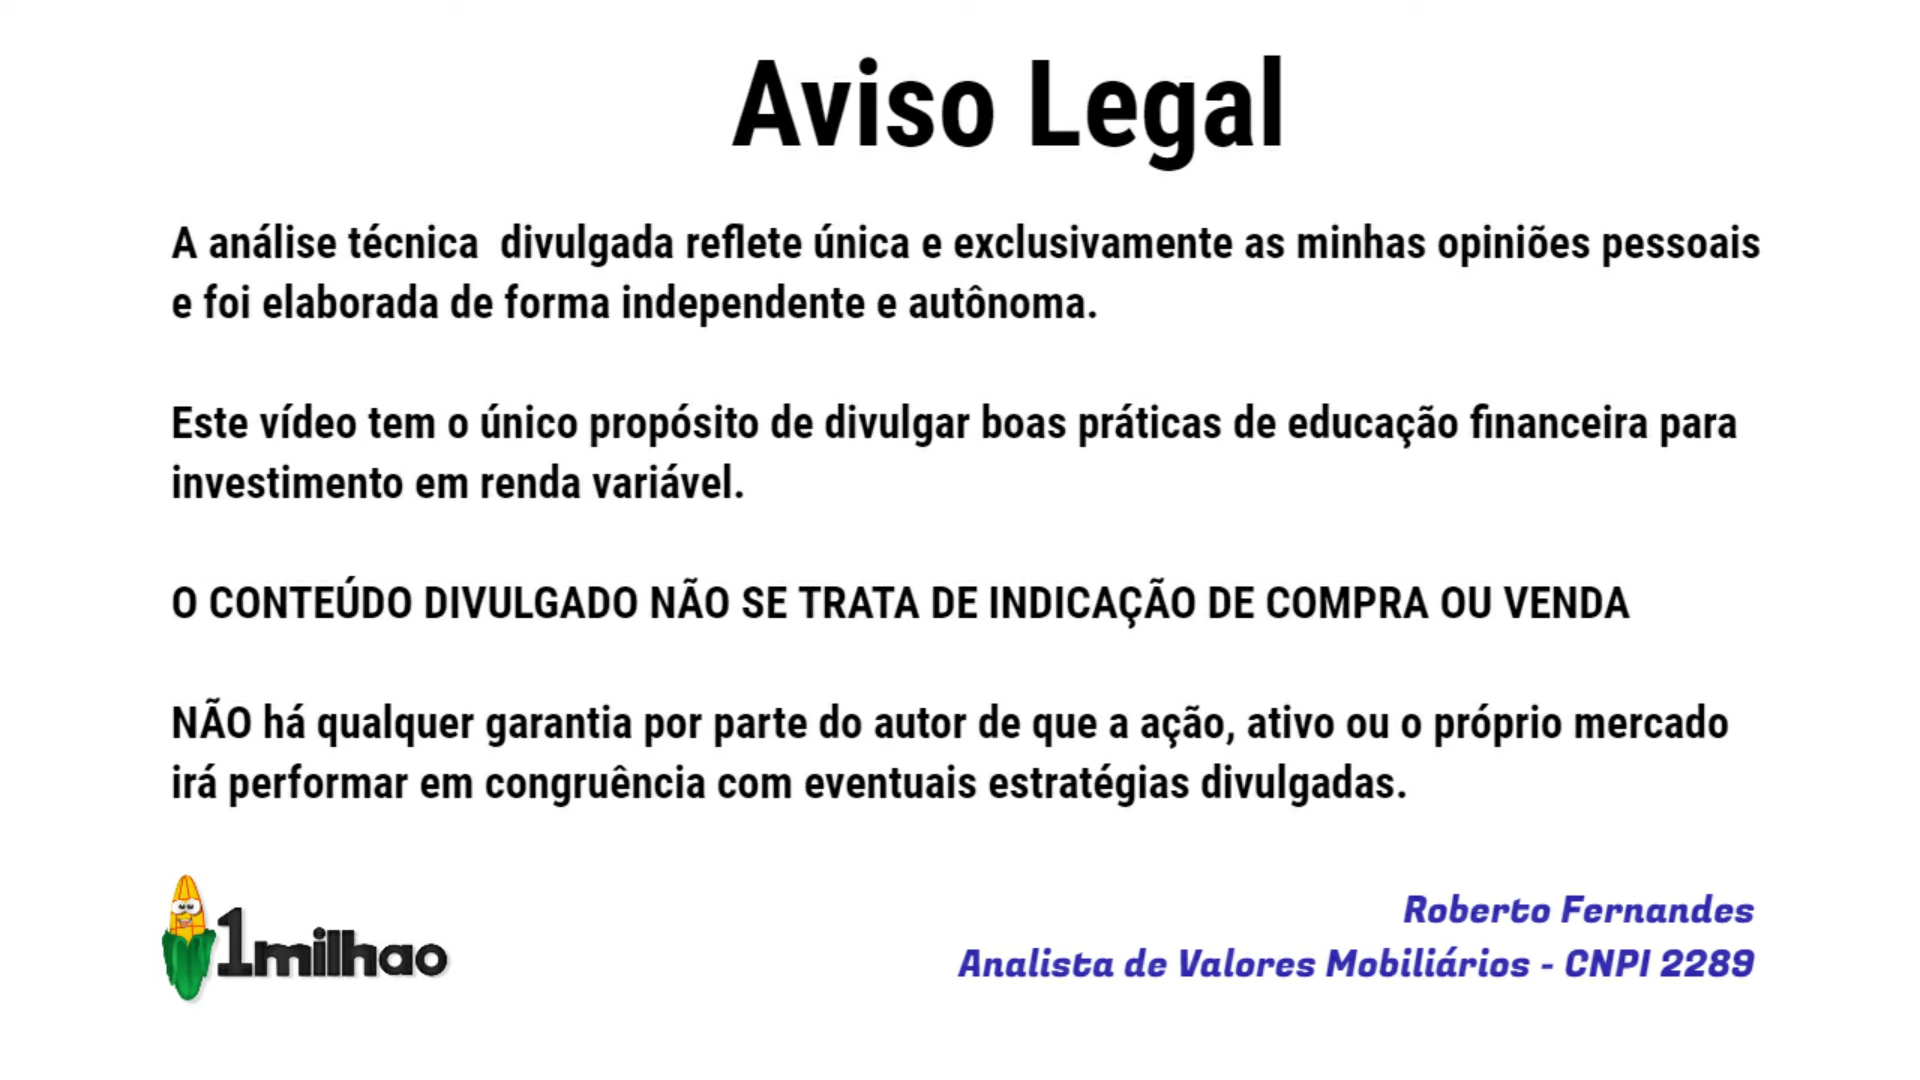 Aviso Legal
A análise técnica  divulgada reflete única e exclusivamente as minhas opiniões pessoais
e foi elaborada de forma independente e autônoma.
Este vídeo tem o único propósito de divulgar boas práticas de educação financeira para
investimento em renda variável.
O CONTEÚDO DIVULGADO NÃO SE TRATA DE INDICAÇÃO DE COMPRA OU VENDA
NÃO há qualquer garantia por parte do autor de que a ação, ativo ou o próprio mercado
irá performar em congruência com eventuais estratégias divulgadas.
1milhao
Roberto Fernandes
Analista de Valores Mobiliários - CNPI 2289